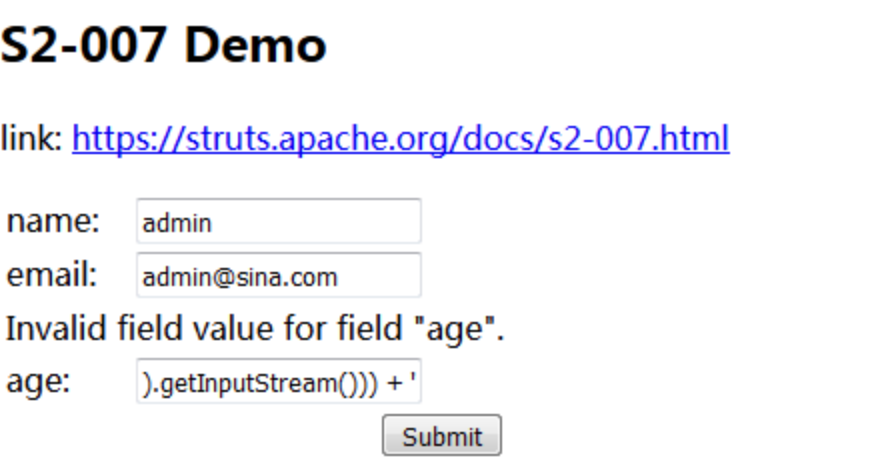 S2-007 Demo
link: https://struts.apache.org/docs/s2-007.html
name: admin
email: admin@sina.com
Invalid field value for field "age".
age: ).getInputStream())) + '
Submit